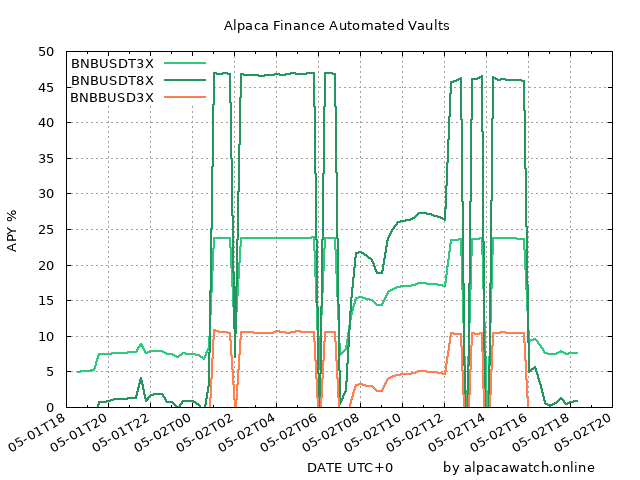 Alpaca Finance Automated Vaults
BNBUSDT3X
BNBUSDT8X
BNBBUSD3X
50
45
40
35
30
25
20
15
10
5
0
APY %
05-01T18
05-01T20
05-01T22
05-02T00
05-02T02
05-02T04
05-02T06
05-02T08
05-02T10
05-02T12
05-02T14
05-02T16
05-02T18
05-02T20
DATE UTC+0
by alpacawatch.online